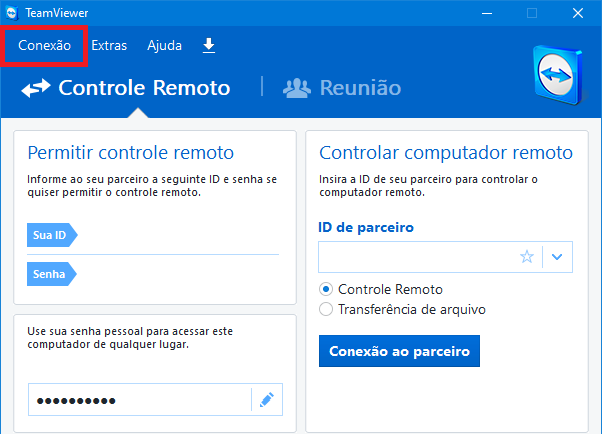 TeamViewer
Conexão Extras Ajuda
Controle Remoto Reunião
Permitir controle remoto
Informe ao seu parceiro a seguinte ID e senha se
quiser permitir o controle remoto.
Sua ID
Senha
Use sua senha pessoal para acessar este
computador de qualquer lugar.
••••••••••
Controlar computador remoto
Insira a ID de seu parceiro para controlar o
computador remoto.
ID de parceiro
Controle Remoto
Transferência de arquivo
Conexão ao parceiro